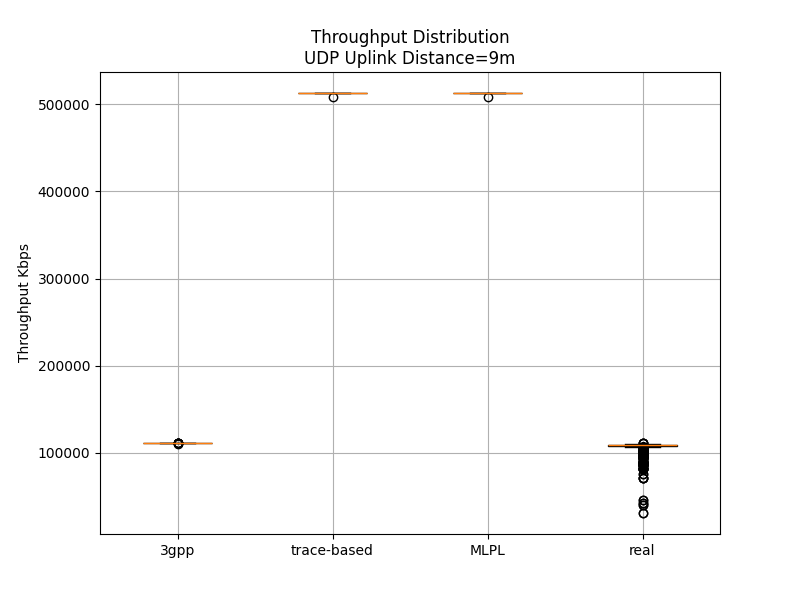 Throughput Distribution
UDP Uplink Distance=9m
Throughput Kbps
500000
400000
300000
200000
100000
3gpp
trace-based
MLPL
real